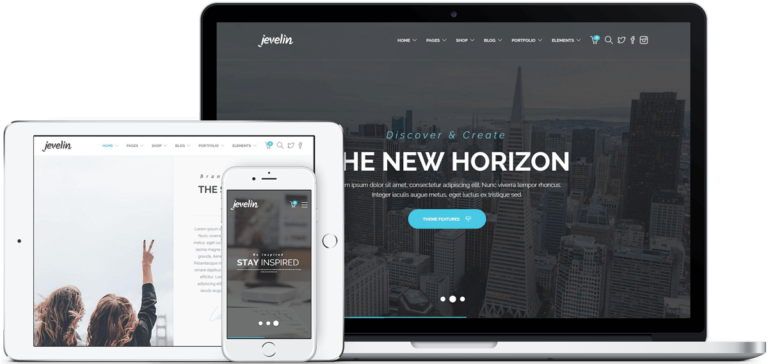 jevelin
HOME PAGES SHOP BLOG PORTFOLIO ELEMENTS
Discover & Create
HE NEW HORIZON
m ipsum dolor sit amet, consectetur adipiscing elit. Nunc viverra tempor rhoncus.
Integer iaculis augue metus, eget luctus ex tristique sed
THEME FEATURES
jevelin
HOME PAGES SHOP BLOG PORTFOLIO ELEMENTS
bran
THE S
Lorem ipsum d
jevelin
Be inspired
STAY INSPIRED